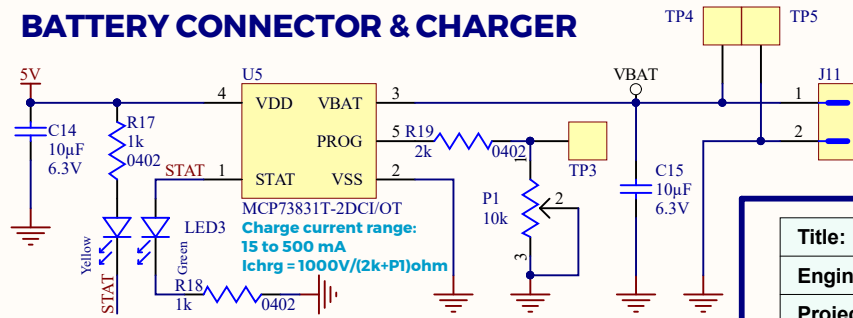 BATTERY CONNECTOR & CHARGER
TP4
TP5
5V
U5
VBAT
J11
4
VDD
VBAT
3
1
C14
10µF
6.3V
R17
1k
0402
PROG
5
R19
2k
0402
1
TP3
2
STAT
1
STAT
VSS
2
C15
10µF
6.3V
P1
10k
2
3
MCP73831T-2DCI/OT
LED3
Yellow
Green
STAT
Charge current range:
15 to 500 mA
Ichrg = 1000V/(2k+P1)ohm
R18
1k
0402
Title:
Engin
Projec